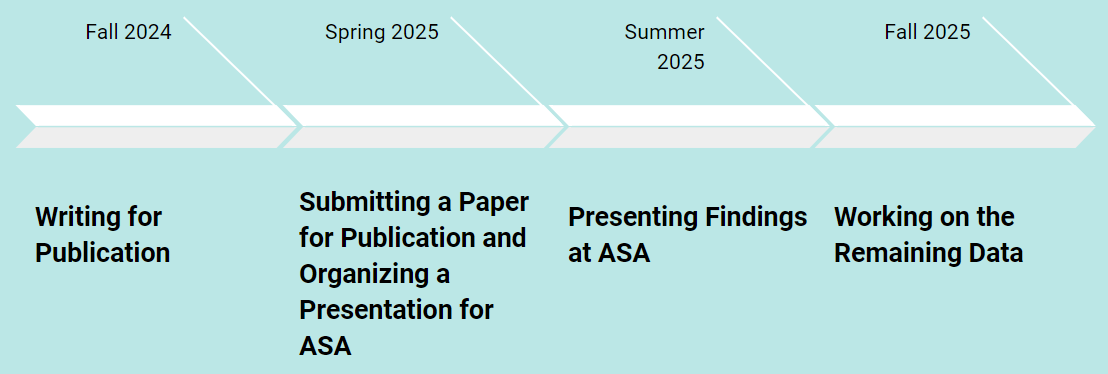 Fall 2024
Spring 2025
Summer
2025
Fall 2025
Writing for
Publication
Submitting a Paper
for Publication and
Organizing a
Presentation for
ASA
Presenting Findings
at ASA
Working on the
Remaining Data